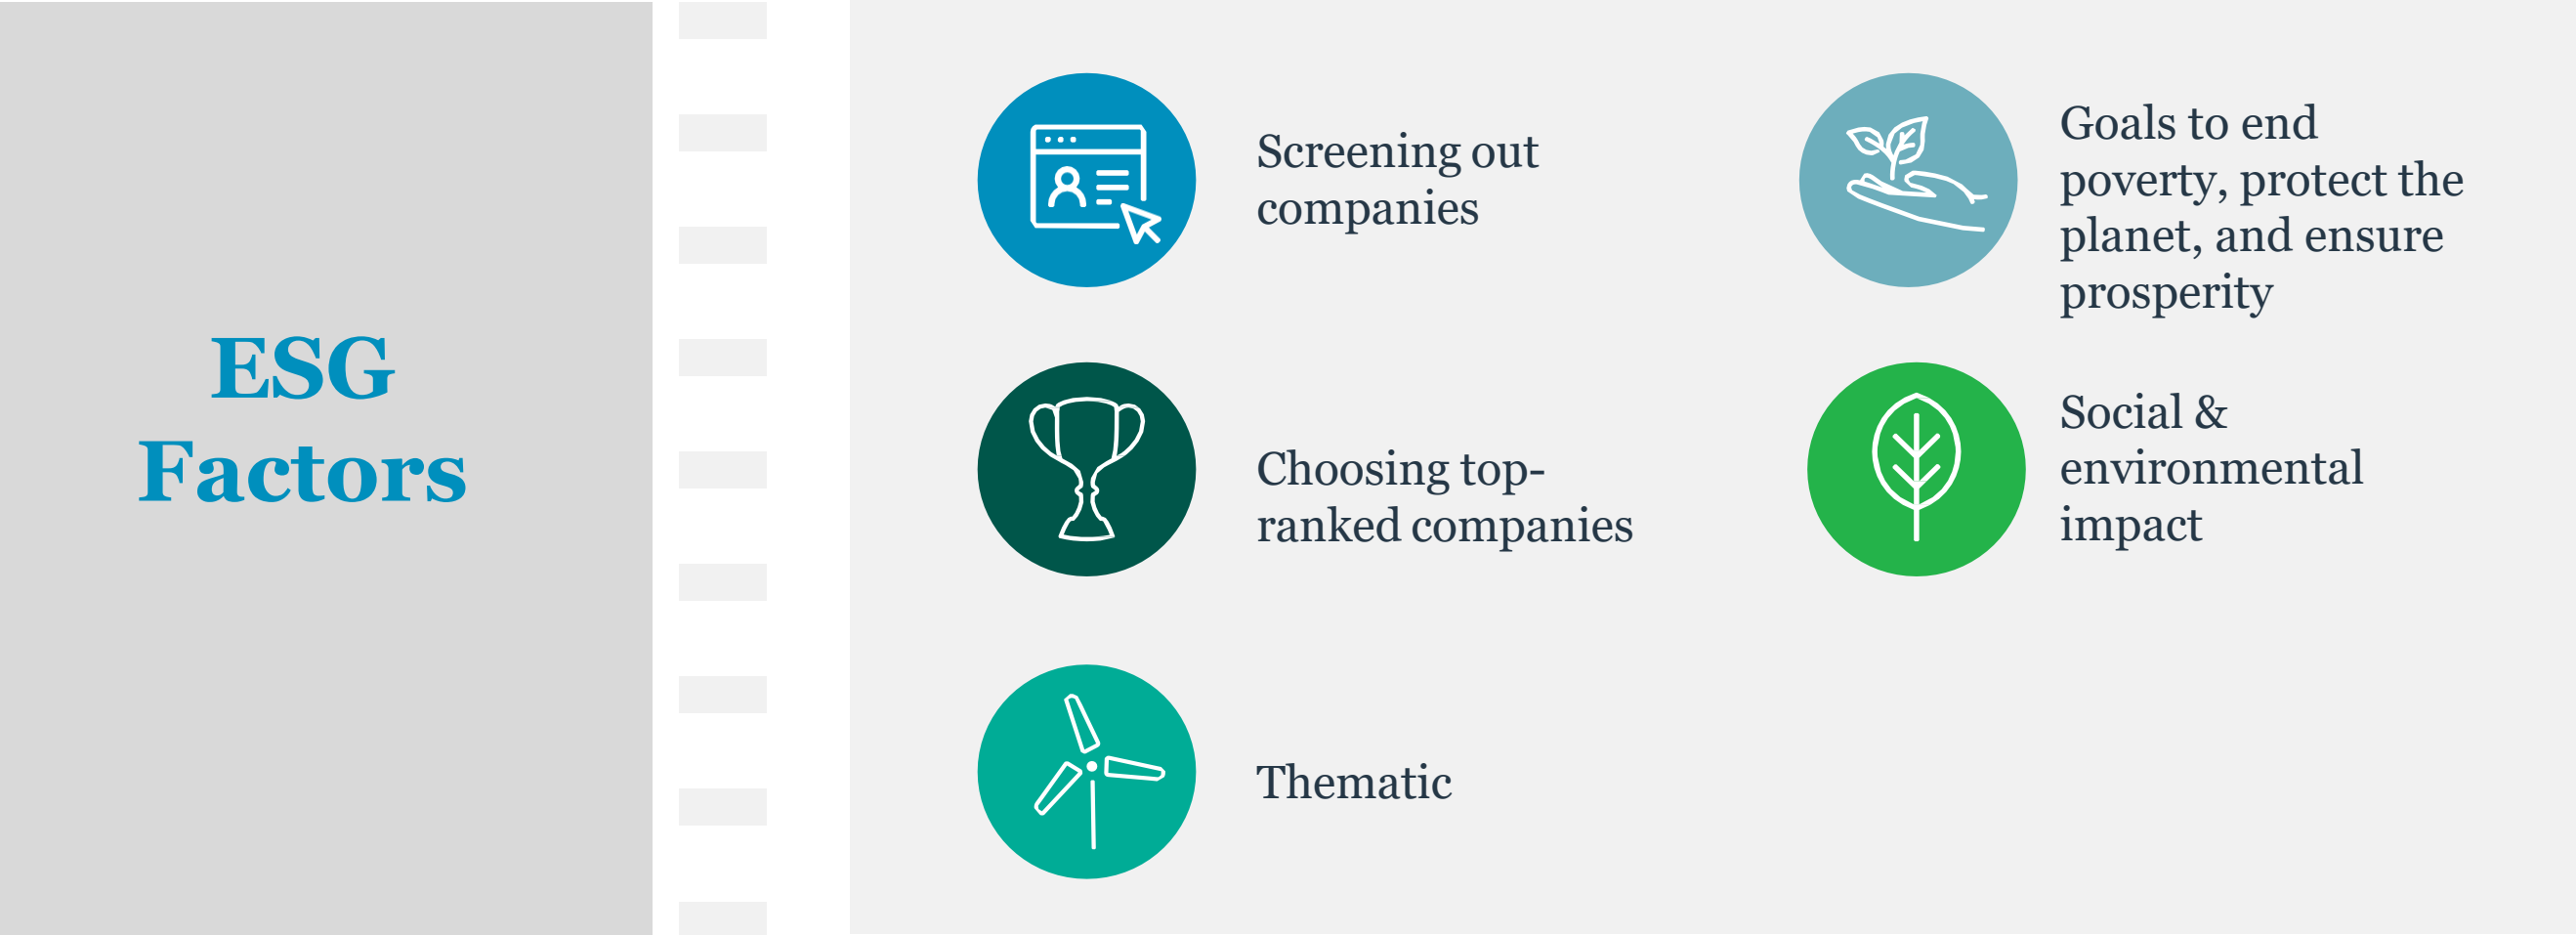 ESG
Factors
Screening out
companies
Choosing top-
ranked companies
Thematic
Goals to end
poverty, protect the
planet, and ensure
prosperity
Social &
environmental
impact